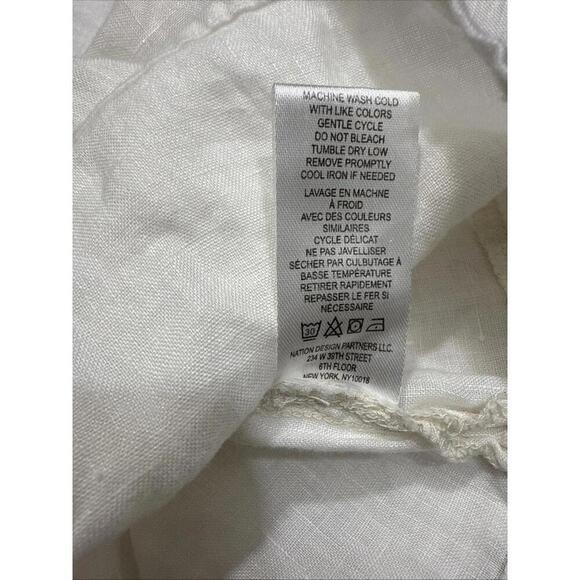 MACHINE WASH COLD
WITH LIKE COLORS
GENTLE CYCLE
DO NOT BLEACH
TUMBLE DRY LOW
REMOVE PROMPTLY
COOL IRON IF NEEDED
LAVAGE EN MACHINE
À FROID
AVEC DES COULEURS
SIMILAIRES
CYCLE DÉLICAT
NE PAS JAVELLISER
SÉCHER PAR CULBUTAGE À
BASSE TEMPÉRATURE
RETIRER RAPIDEMENT
REPASSER LE FER SI
NÉCESSAIRE
30
NATION DESIGN PARTNERS LLC.
234 W 39TH STREET
6TH FLOOR
NEW YORK, NY10018